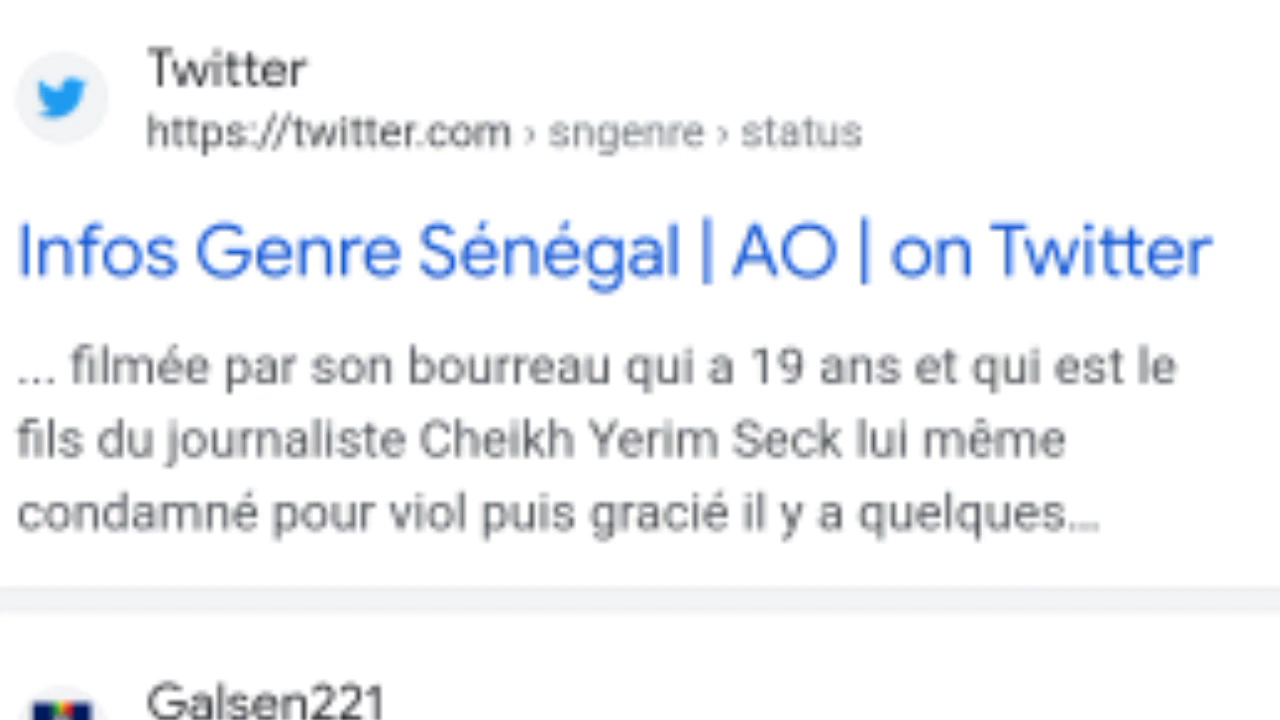 Twitter
https://twitter.com › sngenre › status
Infos Genre Sénégal | AO | on Twitter
... filmée par son bourreau qui a 19 ans et qui est le
fils du journaliste Cheikh Yerim Seck lui même
condamné pour viol puis gracié il y a quelques...
Galsen221